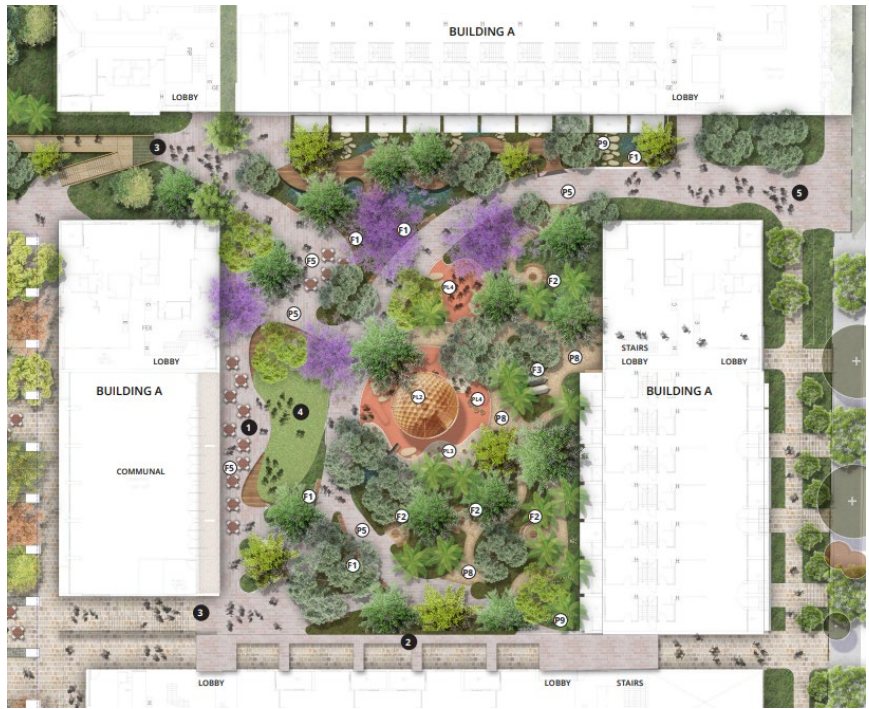 BUILDING A
LOBBY
LOBBY
3
P9
F1
P5
5
F1
F1
F5
F2
PL4
P5
STAIRS
LOBBY
LOBBY
LOBBY
P8
F3
BUILDING A
BUILDING A
PL2
PL4
4
P8
1
PL3
COMMUNAL
F5
F1
F2
F2
F2
P5
F1
P8
3
P9
2
LOBBY
LOBBY
STAIRS